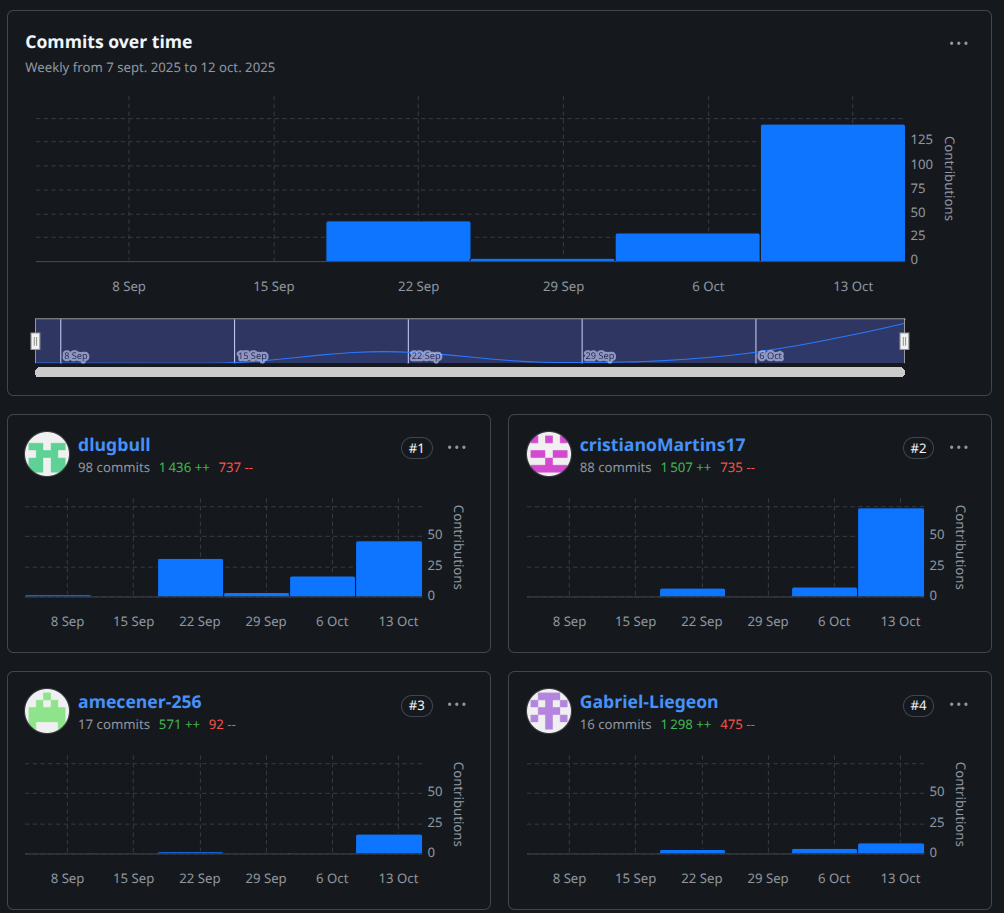 Commits over time
Weekly from 7 sept. 2025 to 12 oct. 2025
125
100
75
50
25
0
Contributions
8 Sep 15 Sep 22 Sep 29 Sep 6 Oct 13 Oct
8 Sep 15 Sep 22 Sep 29 Sep 6 Oct
dlugbull #1
98 commits 1 436 ++ 737 --
50
25
0
Contributions
8 Sep 15 Sep 22 Sep 29 Sep 6 Oct 13 Oct
cristianoMartins17 #2
88 commits 1 507 ++ 735 --
50
25
0
Contributions
8 Sep 15 Sep 22 Sep 29 Sep 6 Oct 13 Oct
amecener-256 #3
17 commits 571 ++ 92 --
50
25
0
Contributions
8 Sep 15 Sep 22 Sep 29 Sep 6 Oct 13 Oct
Gabriel-Liegeon #4
16 commits 1 298 ++ 475 --
50
25
0
Contributions
8 Sep 15 Sep 22 Sep 29 Sep 6 Oct 13 Oct